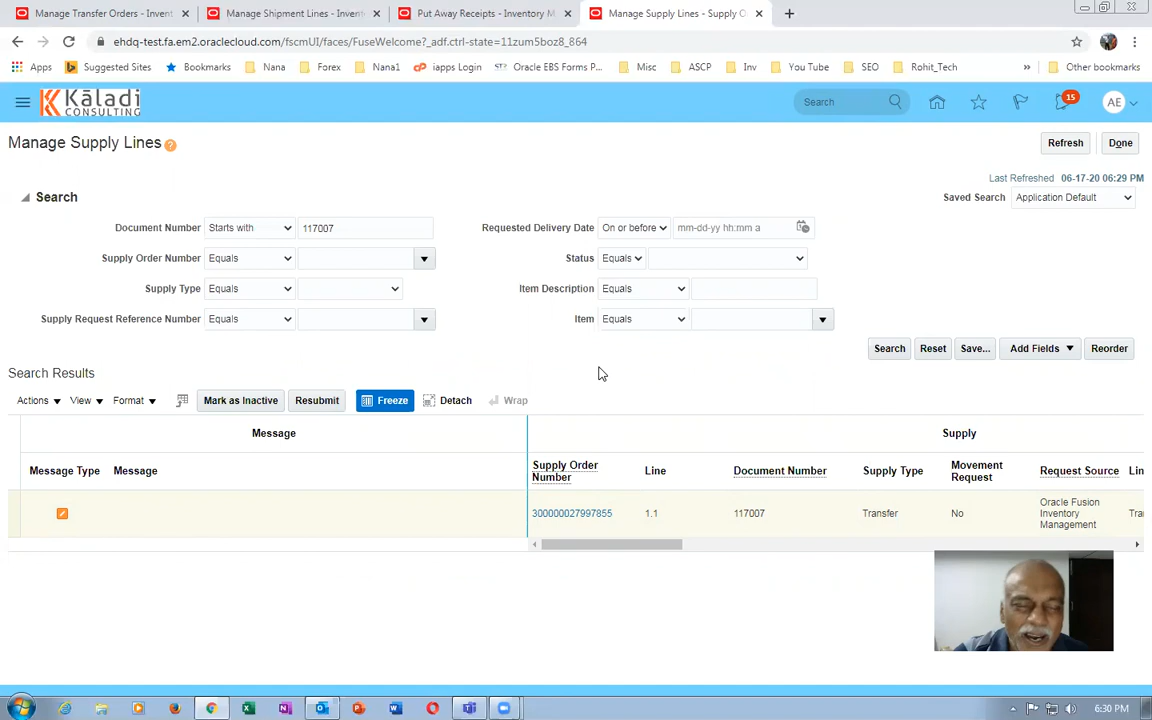 Manage Transfer Orders - Invent
Manage Shipment Lines - Invent
Put Away Receipts - Inventory M
Manage Supply Lines - Supply O
ehdq-test.fa.em2.oraclecloud.com/fscmUI/faces/FuseWelcome?_adf.ctrl-state=11zum5boz8_864
Apps
Suggested Sites
Bookmarks
Nana
Forex
Nana1
iapps Login
Oracle EBS Forms P...
Misc
ASCP
Inv
You Tube
SEO
Rohit_Tech
»
Other bookmarks
Kāladi
CONSULTING
Search
15
AE
Manage Supply Lines
Refresh
Done
Last Refreshed 06-17-20 06:29 PM
Search
Saved Search Application Default
Document Number Starts with 117007
Requested Delivery Date On or before mm-dd-yy hh:mm a
Supply Order Number Equals
Status Equals
Supply Type Equals
Item Description Equals
Supply Request Reference Number Equals
Item Equals
Search Reset Save... Add Fields Reorder
Search Results
Actions View Format Mark as Inactive Resubmit Freeze Detach Wrap
Message
Supply
Message Type Message
Supply Order
Number
Line
Document Number
Supply Type
Movement
Request
Request Source
Lin
300000027997855
1.1
117007
Transfer
No
Oracle Fusion
Inventory
Management
Tra
6:30 PM